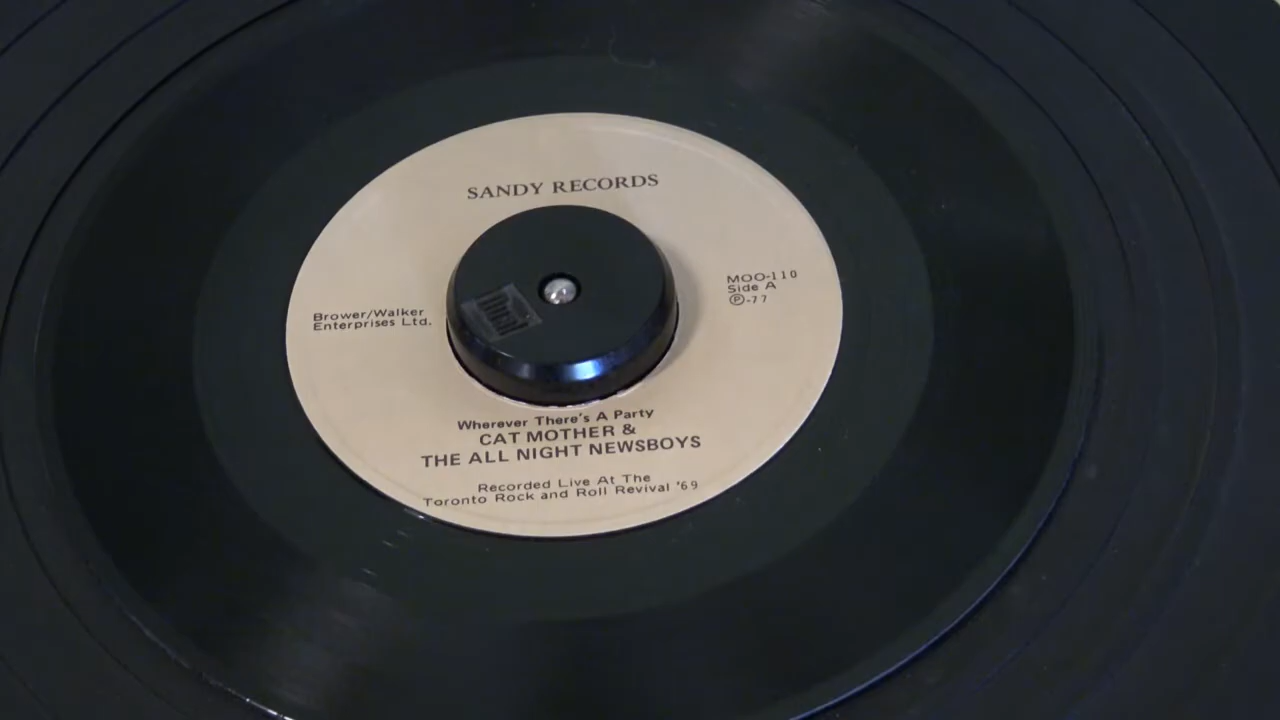 SANDY RECORDS
MOO-110
Side A
Ⓟ-77
Brower/Walker
Enterprises Ltd.
Wherever There's A Party
CAT MOTHER &
THE ALL NIGHT NEWSBOYS
Recorded Live At The
Toronto Rock and Roll Revival '69